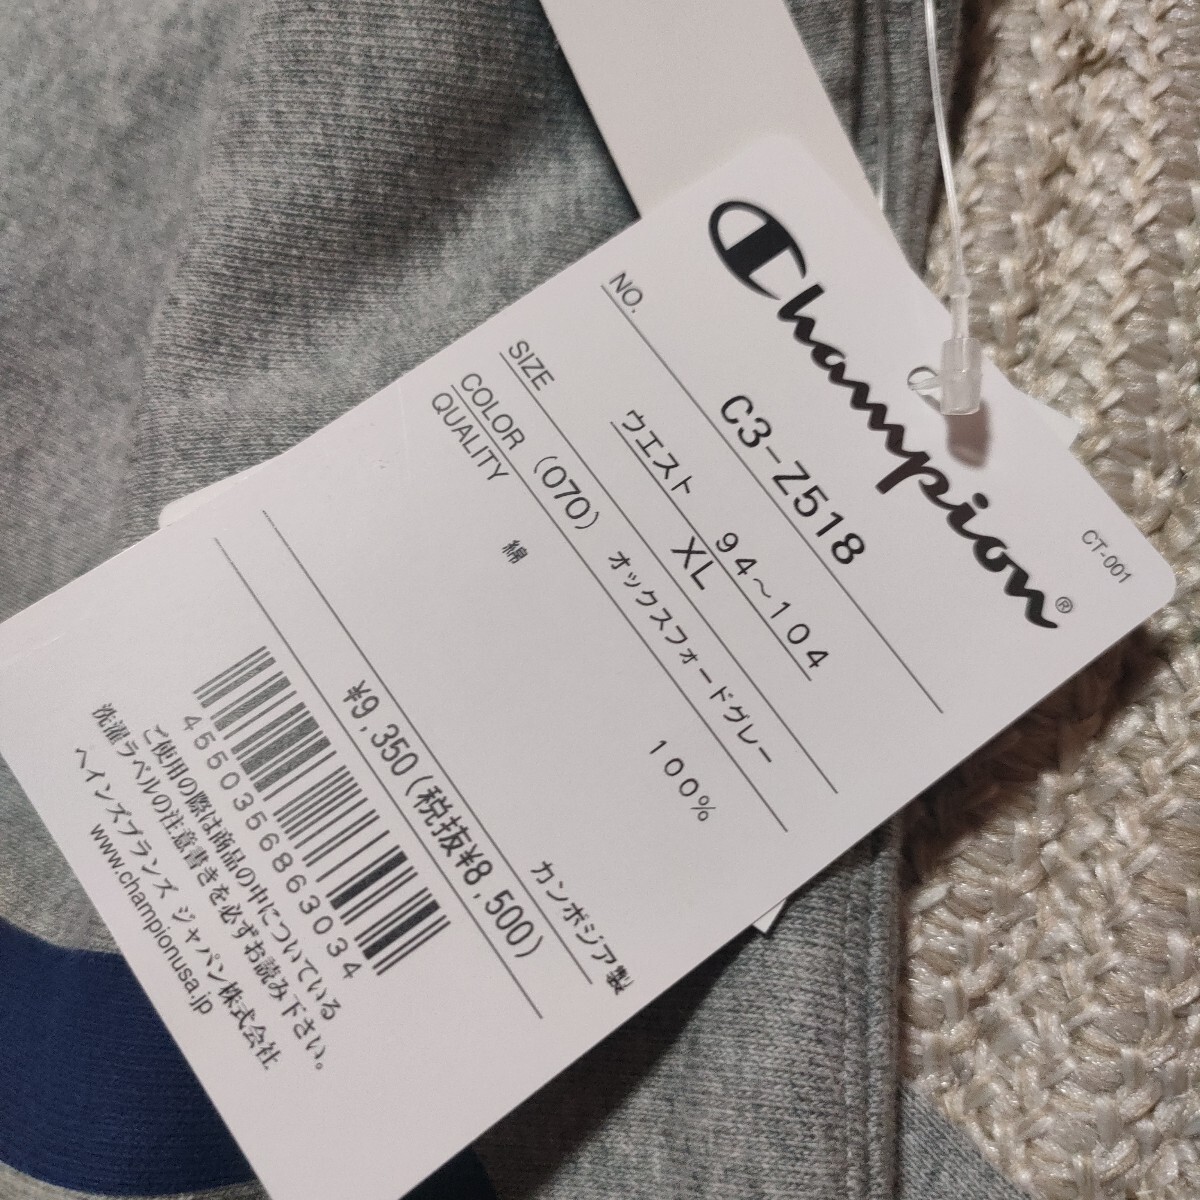 Champion®
CT-001
NO.
C3-Z518
SIZE
ウエスト 94～104
XL
COLOR (070) オックスフォードグレー
QUALITY
綿 100%
カンボジア製
¥9,350(税抜¥8,500)
4550356863034
ご使用の際は商品の中についている
洗濯ラベルの注意書きを必ずお読み下さい。
ヘインズブランズ ジャパン株式会社
www.championusa.jp